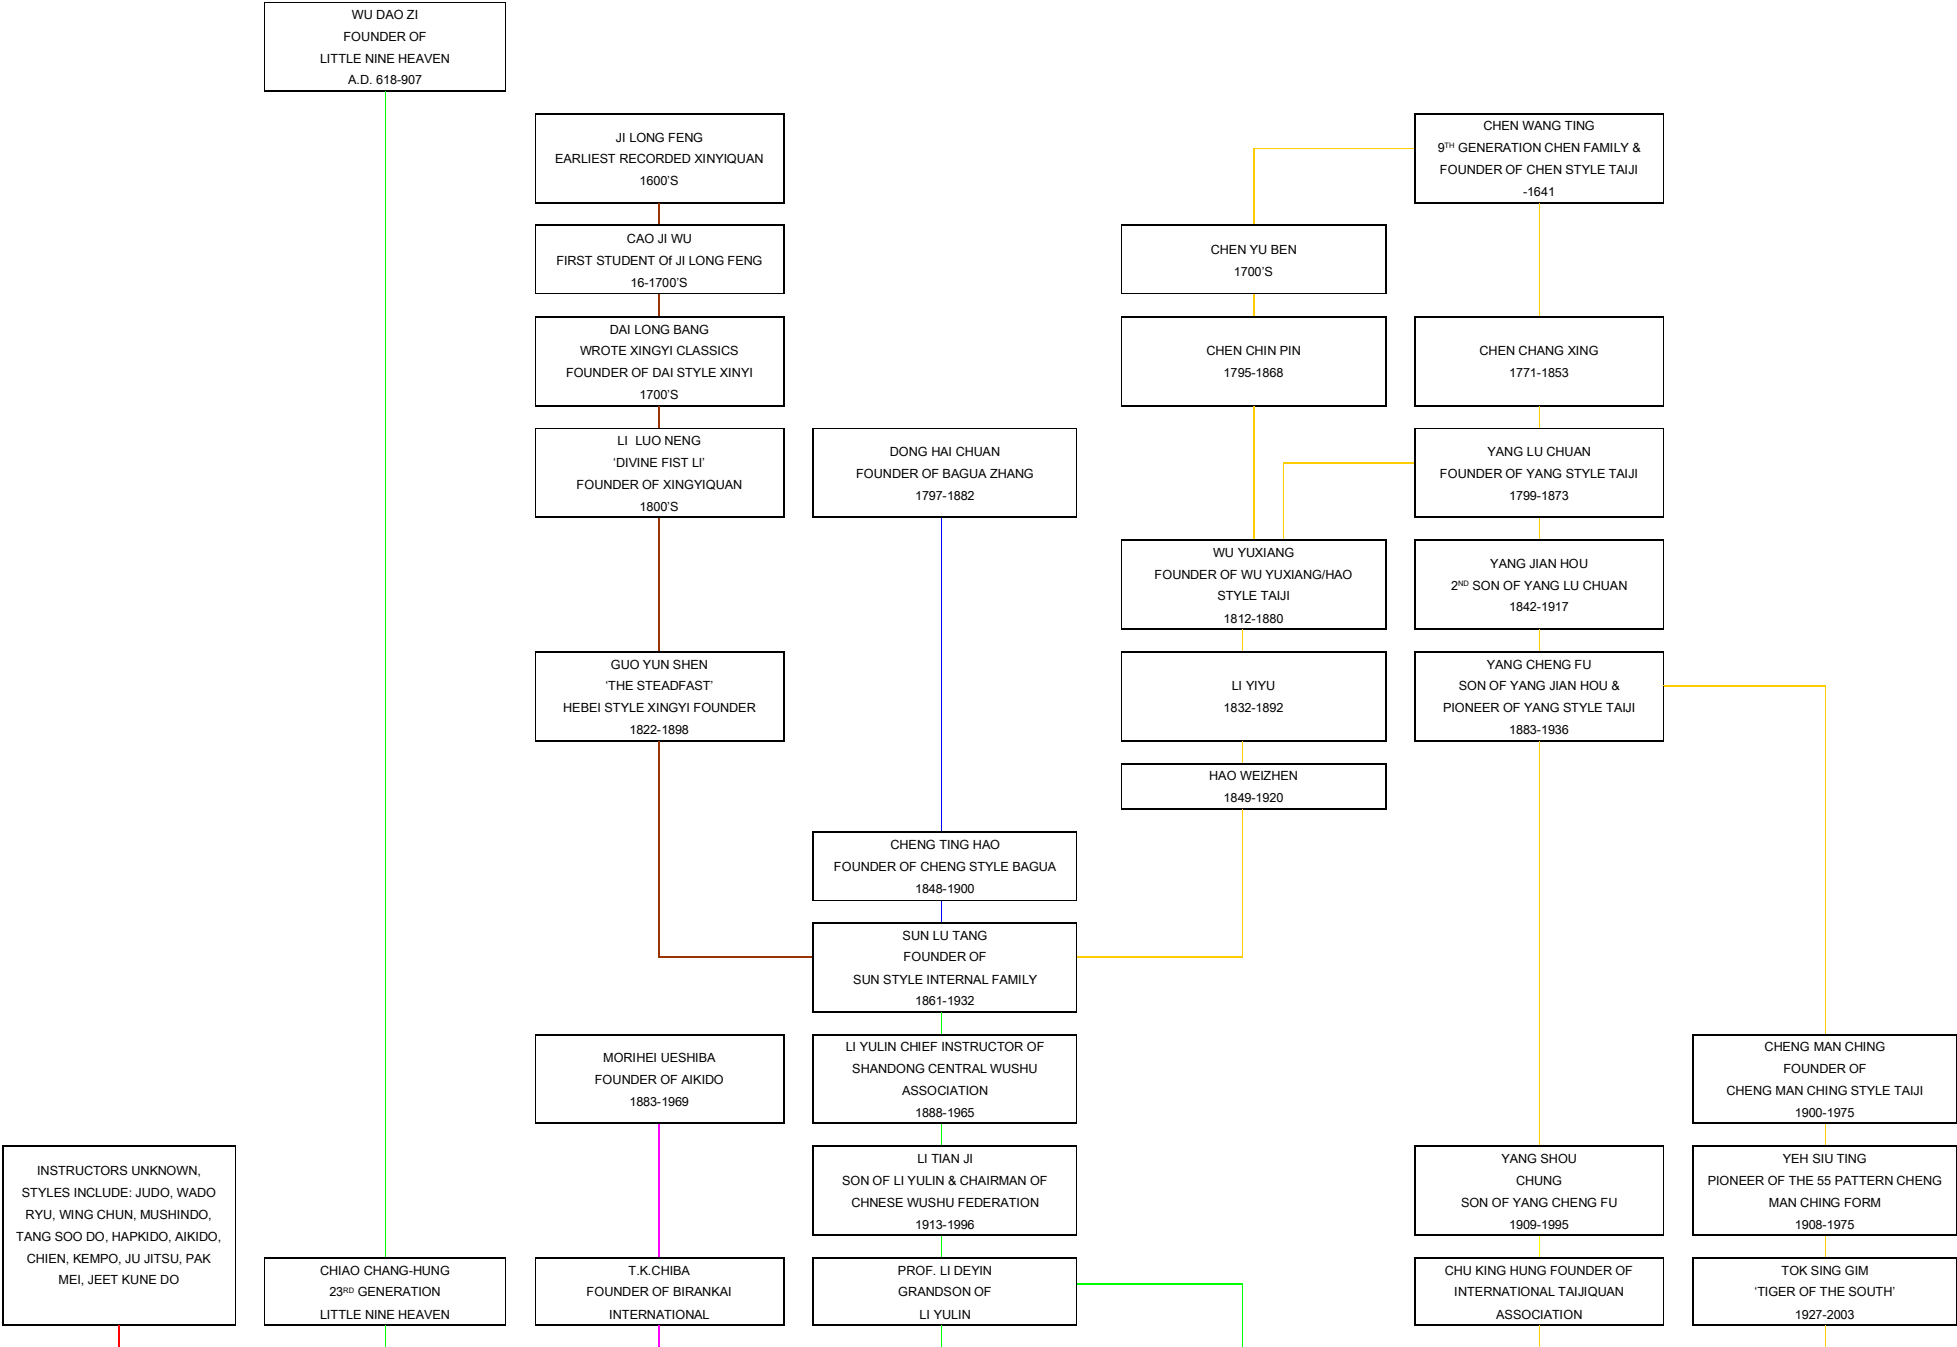 WU DAO ZI
FOUNDER OF
LITTLE NINE HEAVEN
A.D. 618-907
JI LONG FENG
EARLIEST RECORDED XINYIQUAN
1600'S
CHEN WANG TING
9TH GENERATION CHEN FAMILY &
FOUNDER OF CHEN STYLE TAIJI
-1641
CAO JI WU
FIRST STUDENT Of JI LONG FENG
16-1700'S
CHEN YU BEN
1700'S
DAI LONG BANG
WROTE XINGYI CLASSICS
FOUNDER OF DAI STYLE XINYI
1700'S
CHEN CHIN PIN
1795-1868
CHEN CHANG XING
1771-1853
LI LUO NENG
'DIVINE FIST LI'
FOUNDER OF XINGYIQUAN
1800'S
DONG HAI CHUAN
FOUNDER OF BAGUA ZHANG
1797-1882
YANG LU CHUAN
FOUNDER OF YANG STYLE TAIJI
1799-1873
WU YUXIANG
FOUNDER OF WU YUXIANG/HAO
STYLE TAIJI
1812-1880
YANG JIAN HOU
2ND SON OF YANG LU CHUAN
1842-1917
GUO YUN SHEN
'THE STEADFAST'
HEBEI STYLE XINGYI FOUNDER
1822-1898
LI YIYU
1832-1892
YANG CHENG FU
SON OF YANG JIAN HOU &
PIONEER OF YANG STYLE TAIJI
1883-1936
HAO WEIZHEN
1849-1920
CHENG TING HAO
FOUNDER OF CHENG STYLE BAGUA
1848-1900
SUN LU TANG
FOUNDER OF
SUN STYLE INTERNAL FAMILY
1861-1932
MORIHEI UESHIBA
FOUNDER OF AIKIDO
1883-1969
LI YULIN CHIEF INSTRUCTOR OF
SHANDONG CENTRAL WUSHU
ASSOCIATION
1888-1965
CHENG MAN CHING
FOUNDER OF
CHENG MAN CHING STYLE TAIJI
1900-1975
INSTRUCTORS UNKNOWN,
STYLES INCLUDE: JUDO, WADO
RYU, WING CHUN, MUSHINDO,
TANG SOO DO, HAPKIDO, AIKIDO,
CHIEN, KEMPO, JU JITSU, PAK
MEI, JEET KUNE DO
LI TIAN JI
SON OF LI YULIN & CHAIRMAN OF
CHNESE WUSHU FEDERATION
1913-1996
YANG SHOU
CHUNG
SON OF YANG CHENG FU
1909-1995
YEH SIU TING
PIONEER OF THE 55 PATTERN CHENG
MAN CHING FORM
1908-1975
CHIAO CHANG-HUNG
23RD GENERATION
LITTLE NINE HEAVEN
T.K.CHIBA
FOUNDER OF BIRANKAI
INTERNATIONAL
PROF. LI DEYIN
GRANDSON OF
LI YULIN
CHU KING HUNG FOUNDER OF
INTERNATIONAL TAIJIQUAN
ASSOCIATION
TOK SING GIM
'TIGER OF THE SOUTH'
1927-2003